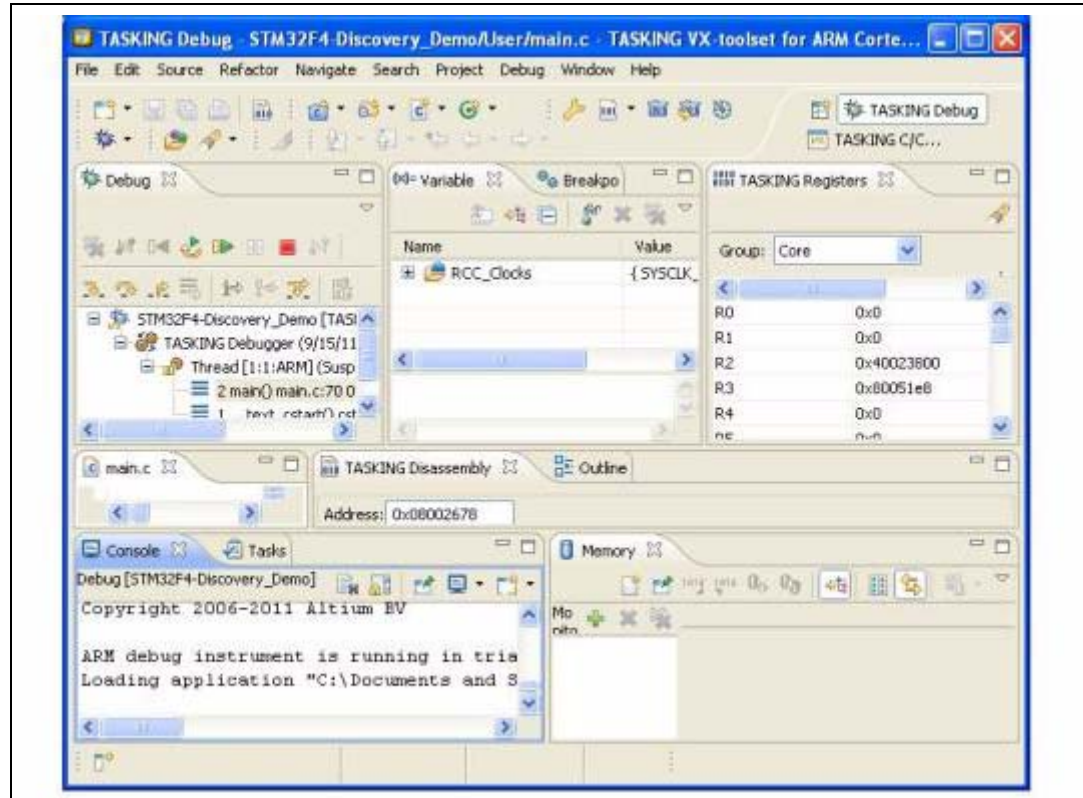 TASKING Debug - STM32F4-Discovery_Demo/User/main.c - TASKING VX-toolset for ARM Corte...
File Edit Source Refactor Navigate Search Project Debug Window Help
TASKING Debug
TASKING C/C...
Debug
(x)= Variable
Breakpo
TASKING Registers
Name Value
RCC_Clocks {SYSCLK_
Group: Core
R0 0x0
R1 0x0
R2 0x40023800
R3 0x80051e8
R4 0x0
STM32F4-Discovery_Demo [TASI
TASKING Debugger (9/15/11
Thread [1:1:ARM] (Susp
2 main() main.c:70 0
main.c
TASKING Disassembly
Outline
Address: 0x08002678
Console
Tasks
Memory
Debug [STM32F4-Discovery_Demo]
Copyright 2006-2011 Altium BV
ARM debug instrument is running in tria
Loading application "C:\Documents and S
Mo